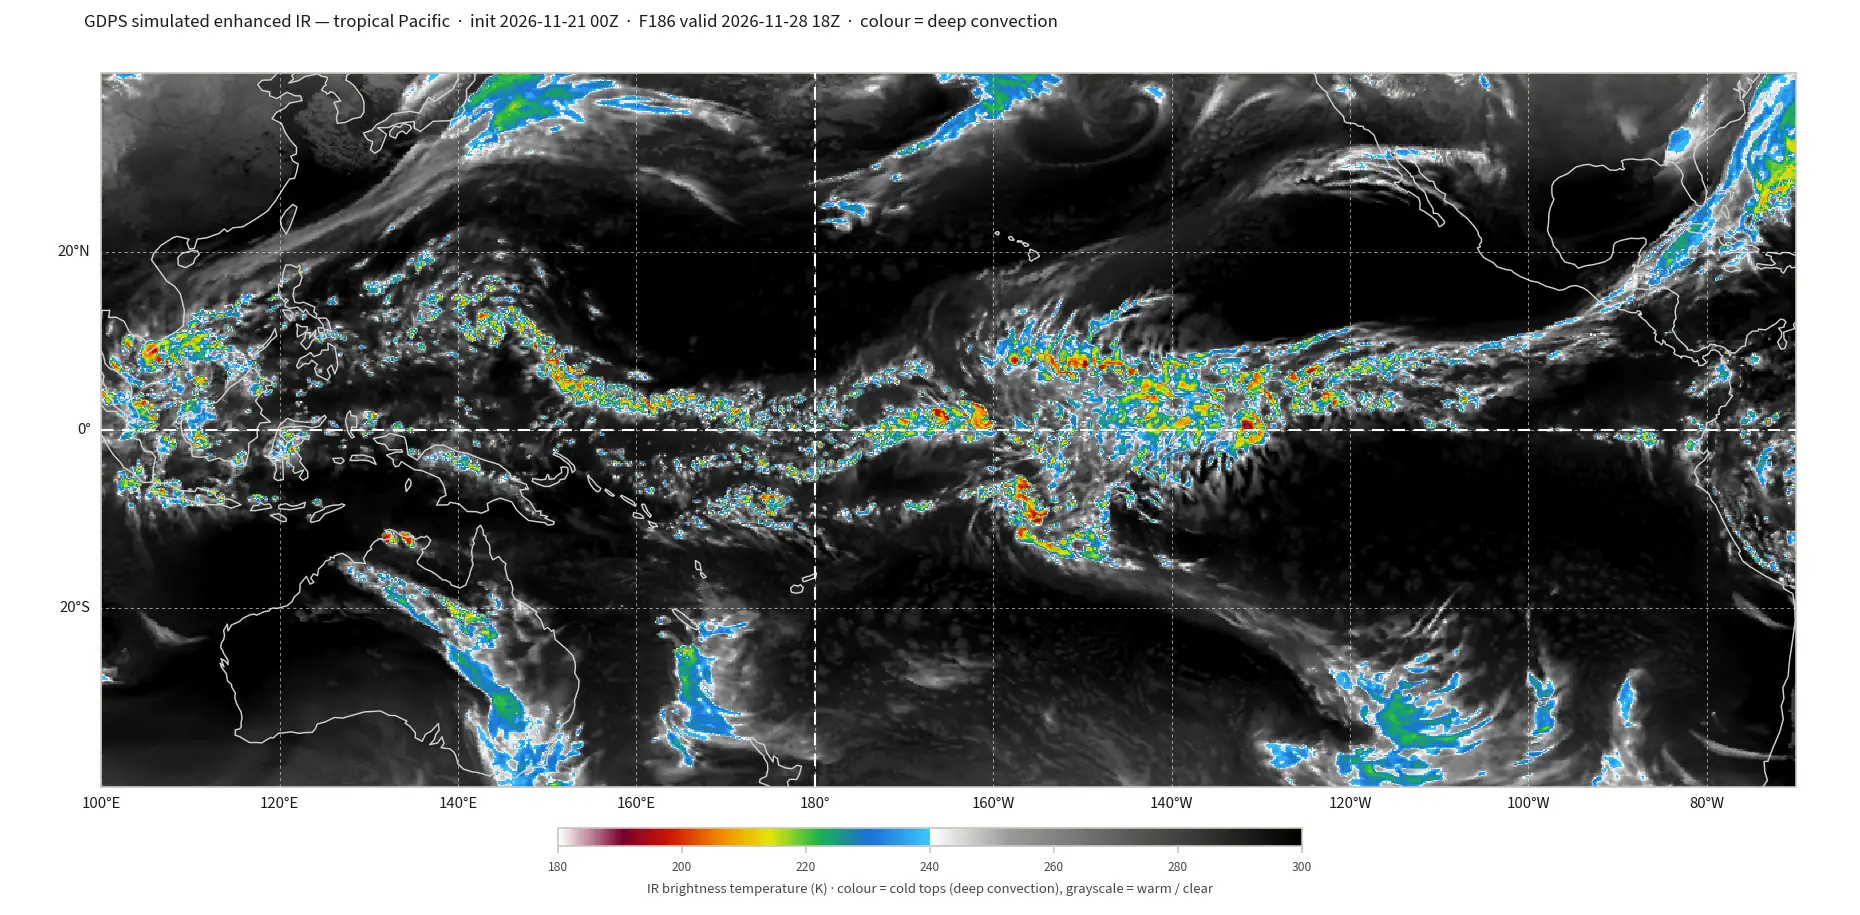 GDPS simulated enhanced IR — tropical Pacific · init 2026-11-21 00Z · F186 valid 2026-11-28 18Z · colour = deep convection
20°N
0°
20°S
100°E 120°E 140°E 160°E 180° 160°W 140°W 120°W 100°W 80°W
180 200 220 240 260 280 300
IR brightness temperature (K) · colour = cold tops (deep convection), grayscale = warm / clear